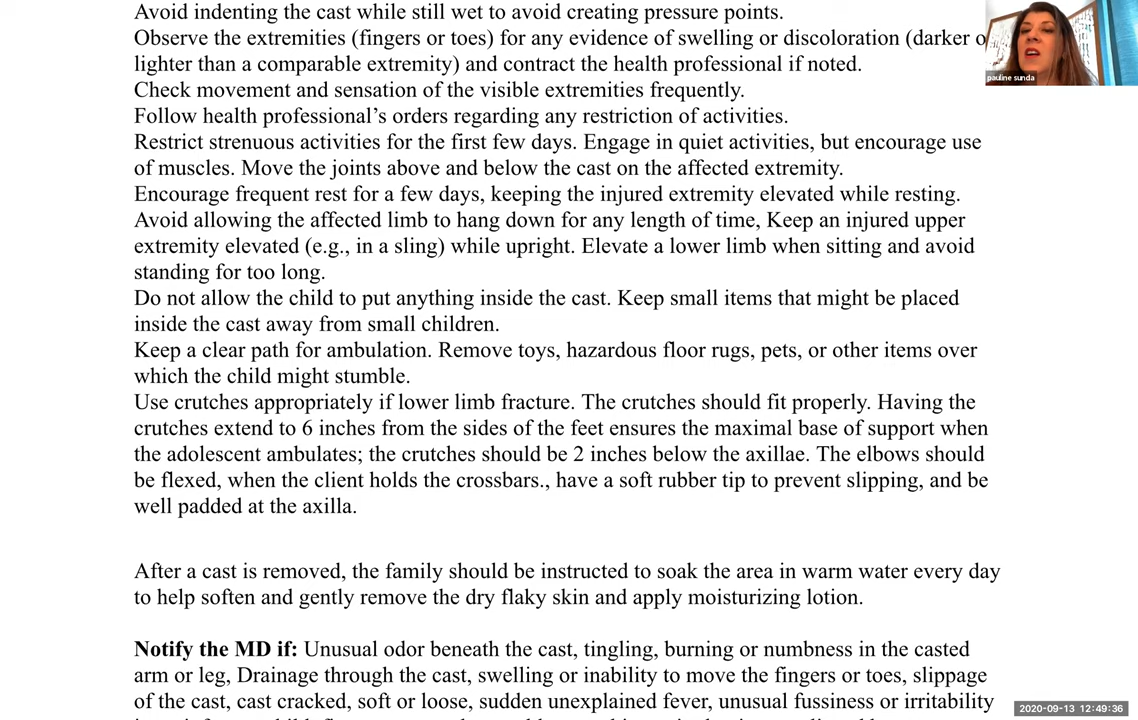 Avoid indenting the cast while still wet to avoid creating pressure points.
Observe the extremities (fingers or toes) for any evidence of swelling or discoloration (darker o
lighter than a comparable extremity) and contract the health professional if noted.
Check movement and sensation of the visible extremities frequently.
Follow health professional’s orders regarding any restriction of activities.
Restrict strenuous activities for the first few days. Engage in quiet activities, but encourage use
of muscles. Move the joints above and below the cast on the affected extremity.
Encourage frequent rest for a few days, keeping the injured extremity elevated while resting.
Avoid allowing the affected limb to hang down for any length of time, Keep an injured upper
extremity elevated (e.g., in a sling) while upright. Elevate a lower limb when sitting and avoid
standing for too long.
Do not allow the child to put anything inside the cast. Keep small items that might be placed
inside the cast away from small children.
Keep a clear path for ambulation. Remove toys, hazardous floor rugs, pets, or other items over
which the child might stumble.
Use crutches appropriately if lower limb fracture. The crutches should fit properly. Having the
crutches extend to 6 inches from the sides of the feet ensures the maximal base of support when
the adolescent ambulates; the crutches should be 2 inches below the axillae. The elbows should
be flexed, when the client holds the crossbars., have a soft rubber tip to prevent slipping, and be
well padded at the axilla.
After a cast is removed, the family should be instructed to soak the area in warm water every day
to help soften and gently remove the dry flaky skin and apply moisturizing lotion.
Notify the MD if: Unusual odor beneath the cast, tingling, burning or numbness in the casted
arm or leg, Drainage through the cast, swelling or inability to move the fingers or toes, slippage
of the cast, cast cracked, soft or loose, sudden unexplained fever, unusual fussiness or irritability
pauline sunda
2020-09-13 12:49:36